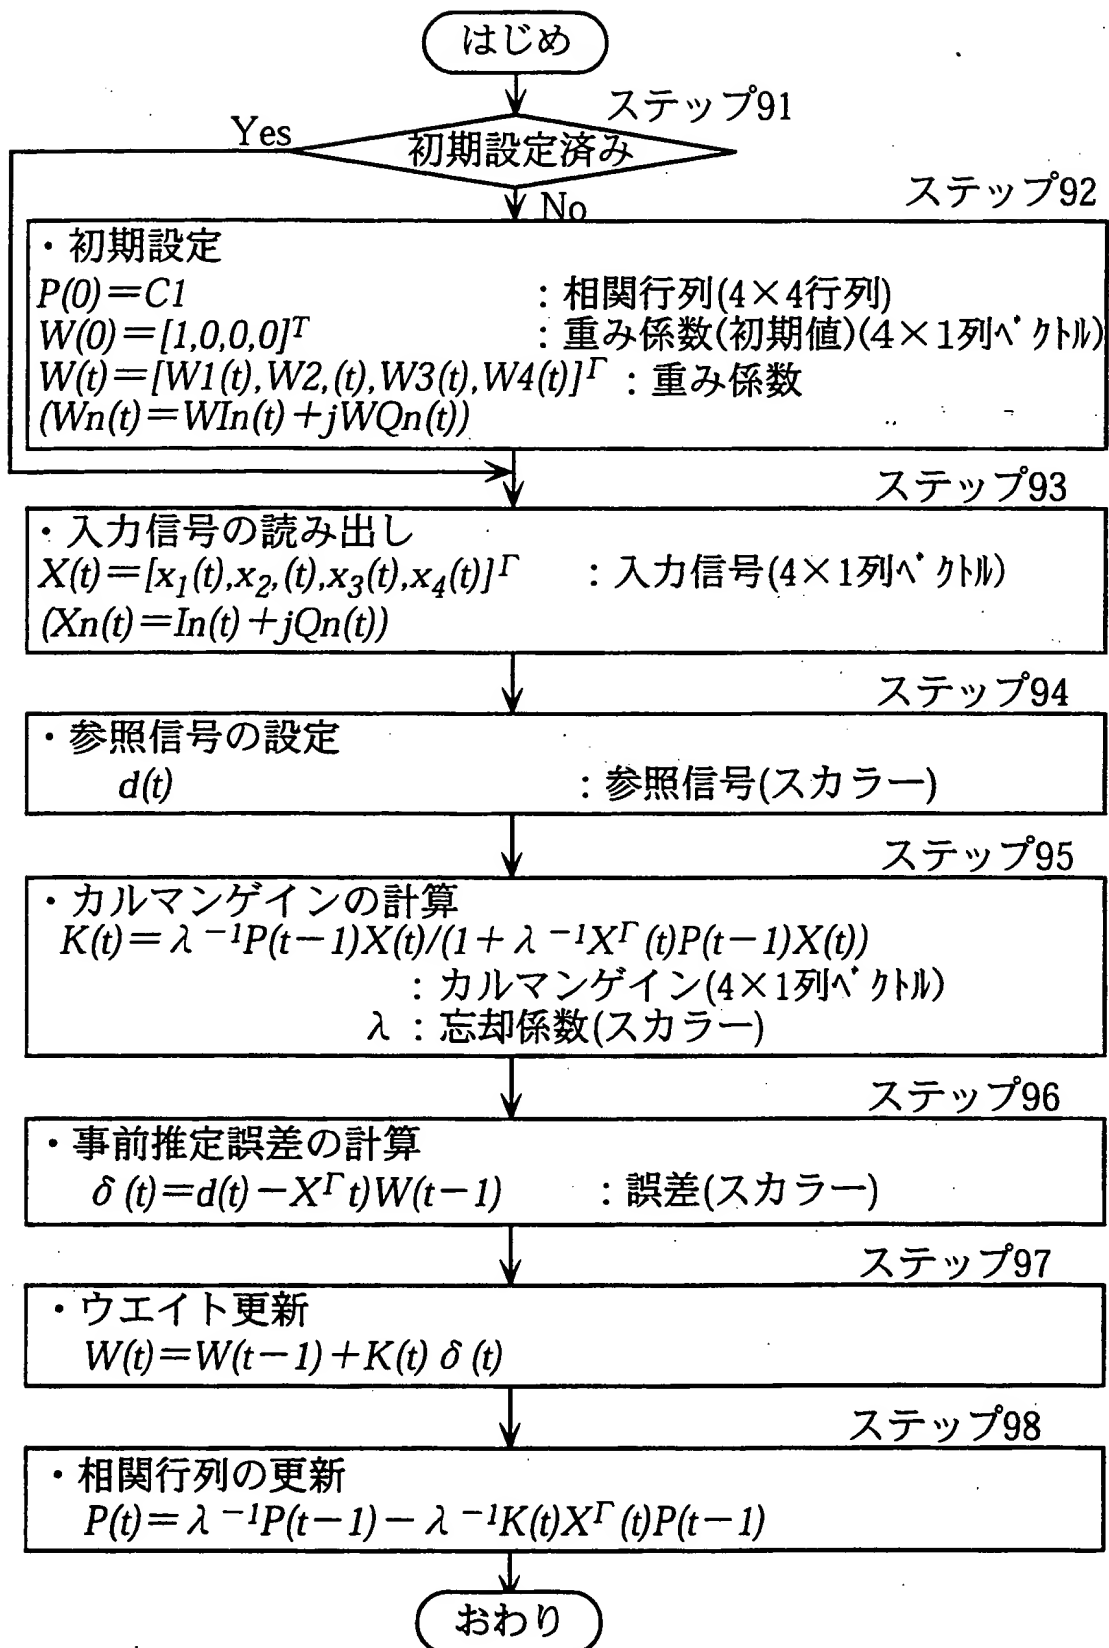 はじめ
ステップ91
Yes
初期設定済み
No
ステップ92
・初期設定
P(0)=C1 : 相関行列(4×4行列)
W(0)=[1,0,0,0]^T : 重み係数(初期値)(4×1列ベクトル)
W(t)=[W1(t),W2,(t),W3(t),W4(t)]^Γ : 重み係数
(Wn(t)=WIn(t)+jWQn(t))
ステップ93
・入力信号の読み出し
X(t)=[x_1(t),x_2,(t),x_3(t),x_4(t)]^Γ : 入力信号(4×1列ベクトル)
(Xn(t)=In(t)+jQn(t))
ステップ94
・参照信号の設定
d(t) : 参照信号(スカラー)
ステップ95
・カルマンゲインの計算
K(t)=λ^-1P(t-1)X(t)/(1+λ^-1X^Γ(t)P(t-1)X(t))
: カルマンゲイン(4×1列ベクトル)
λ : 忘却係数(スカラー)
ステップ96
・事前推定誤差の計算
δ(t)=d(t)-X^Γt)W(t-1) : 誤差(スカラー)
ステップ97
・ウエイト更新
W(t)=W(t-1)+K(t)δ(t)
ステップ98
・相関行列の更新
P(t)=λ^-1P(t-1)-λ^-1K(t)X^Γ(t)P(t-1)
おわり